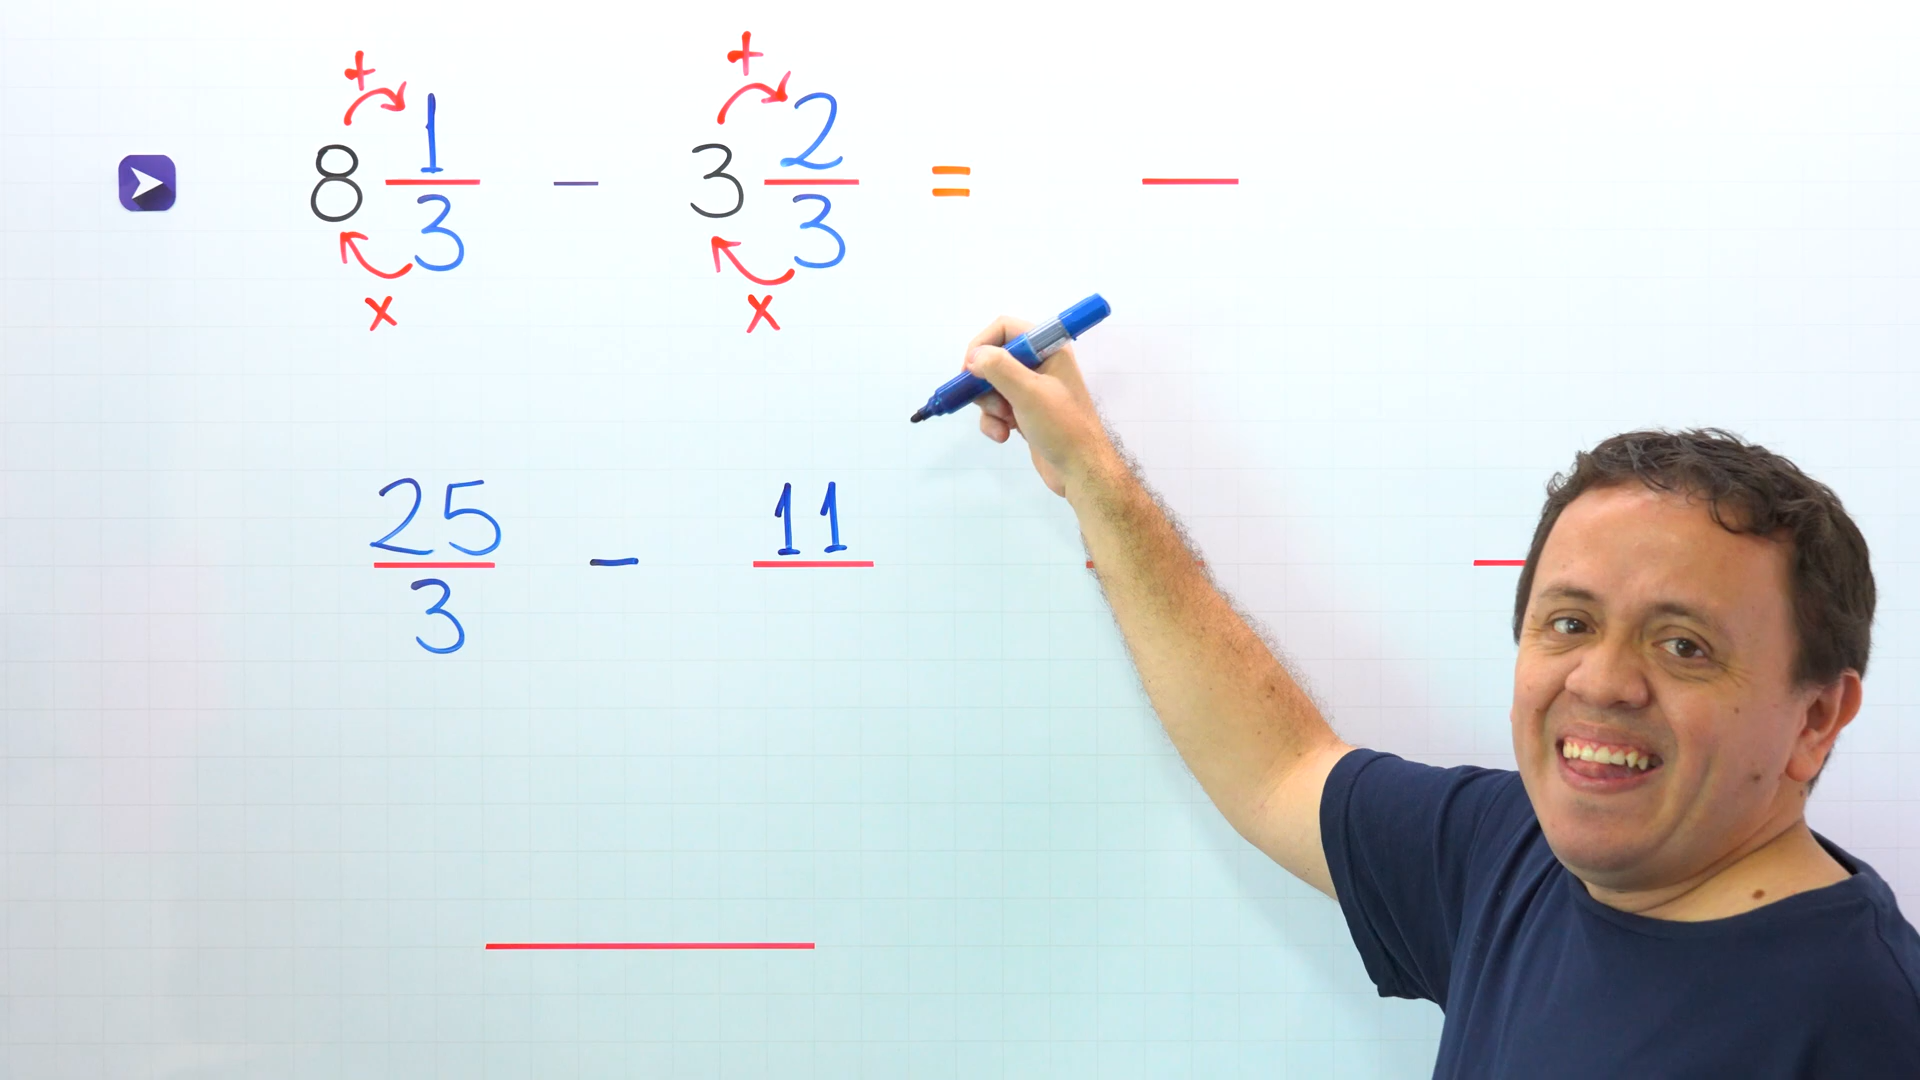 + +
8 1/3 - 3 2/3 =
x x
25/3 - 11